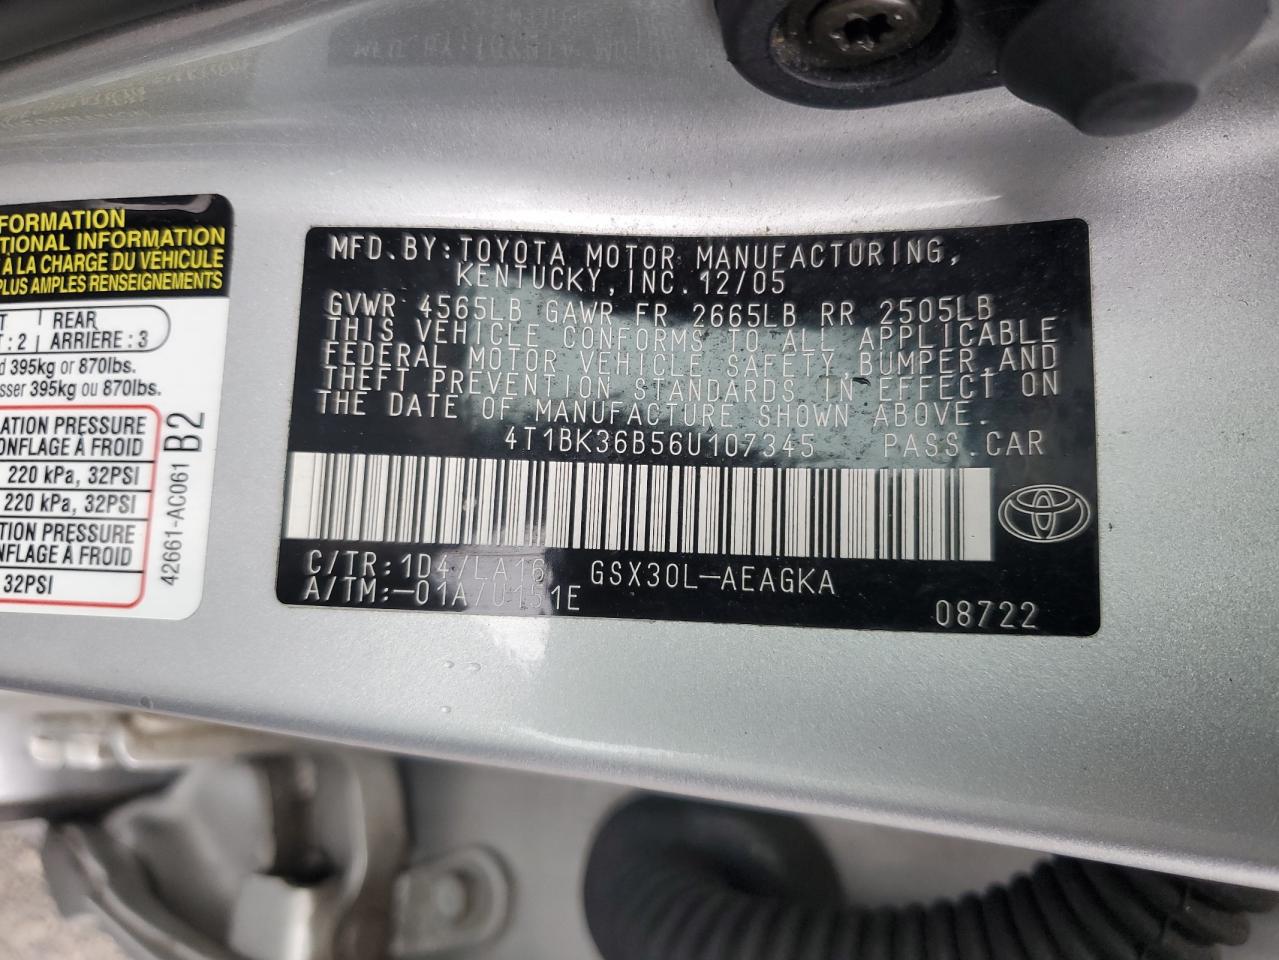 FORMATION
TIONAL INFORMATION
À LA CHARGE DU VÉHICULE
PLUS AMPLES RENSEIGNEMENTS
T | REAR
: 2 | ARRIÈRE : 3
d 395kg or 870lbs.
sser 395kg ou 870lbs.
ATION PRESSURE
ONFLAGE À FROID
220 kPa, 32PSI
220 kPa, 32PSI
TION PRESSURE
NFLAGE À FROID
32PSI
42661-AC061 B2
MFD.BY:TOYOTA MOTOR MANUFACTURING,
KENTUCKY,INC.12/05
GVWR 4565LB GAWR FR 2665LB RR 2505LB
THIS VEHICLE CONFORMS TO ALL APPLICABLE
FEDERAL MOTOR VEHICLE SAFETY,BUMPER,AND
THEFT PREVENTION STANDARDS IN EFFECT ON
THE DATE OF MANUFACTURE SHOWN ABOVE.
4T1BK36B56U107345 PASS.CAR
C/TR:1D4/LA16 GSX30L-AEAGKA
A/TM:-01A/0151E
08722